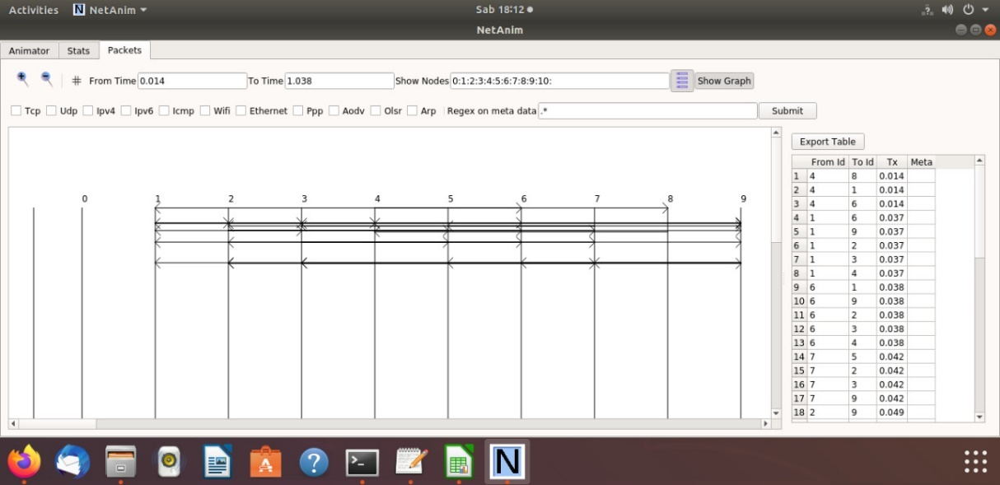 Activities NetAnim Sab 18:12
NetAnim
Animator Stats Packets
# From Time 0.014 To Time 1.038 Show Nodes 0:1:2:3:4:5:6:7:8:9:10: Show Graph
Tcp Udp Ipv4 Ipv6 Icmp Wifi Ethernet Ppp Aodv Olsr Arp Regex on meta data .* Submit
0 1 2 3 4 5 6 7 8 9
Export Table
From Id To Id Tx Meta
1 4 8 0.014
2 4 1 0.014
3 4 6 0.014
4 1 6 0.037
5 1 9 0.037
6 1 2 0.037
7 1 3 0.037
8 1 4 0.037
9 6 1 0.038
10 6 9 0.038
11 6 2 0.038
12 6 3 0.038
13 6 4 0.038
14 7 5 0.042
15 7 2 0.042
16 7 3 0.042
17 7 9 0.042
18 2 9 0.049